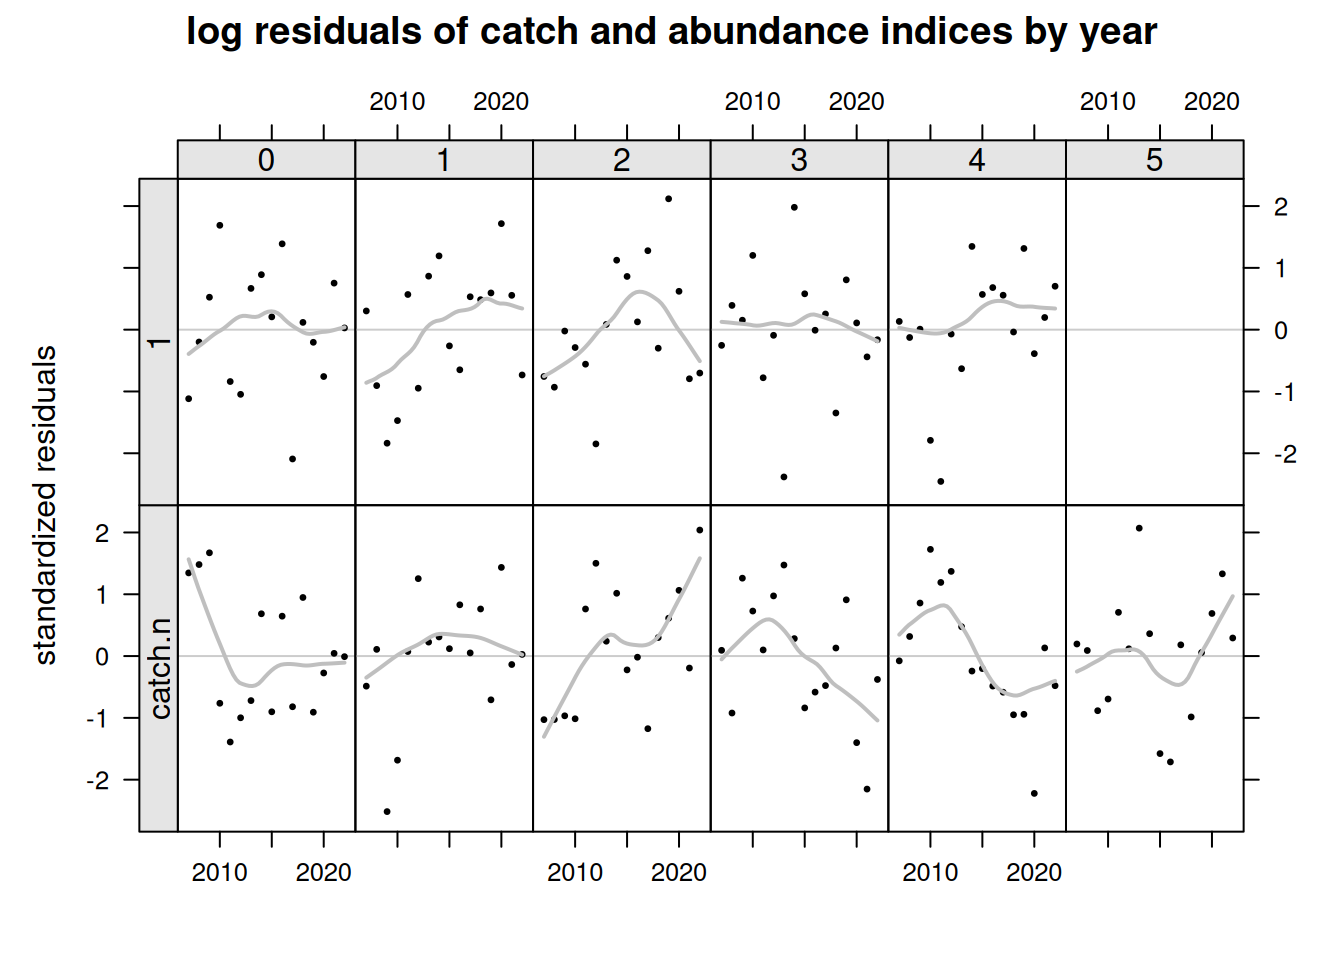 log residuals of catch and abundance indices by year
2010 2020 2010 2020 2010 2020
0 1 2 3 4 5
1
2
1
0
-1
-2
standardized residuals
catch.n
2
1
0
-1
-2
2010 2020 2010 2020 2010 2020